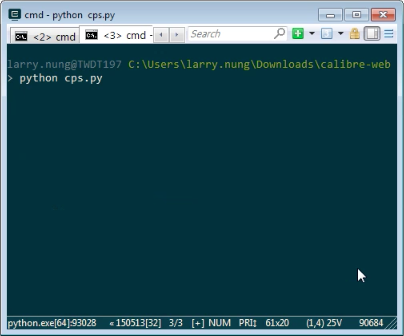 cmd - python cps.py
<2> cmd
<3> cmd -
Search
larry.nung@TWDT197 C:\Users\larry.nung\Downloads\calibre-web
> python cps.py
python.exe[64]:93028 «150513[32] 3/3 [+] NUM PRI‡ 61x20 (1,4) 25V 90684